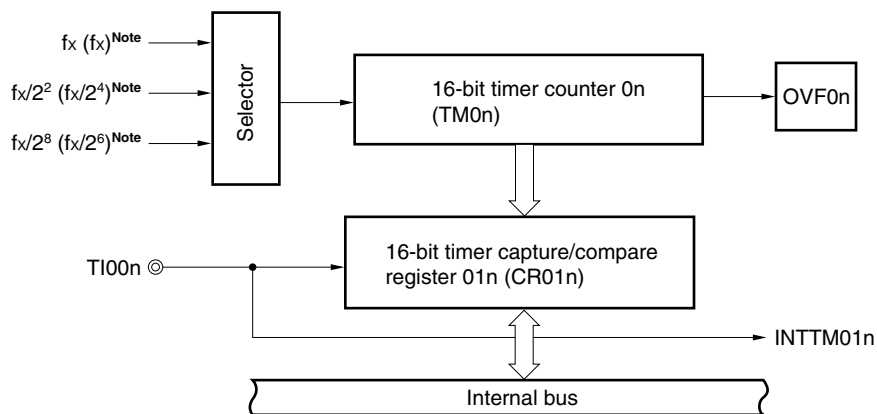 fx (fx)Note
fx/2² (fx/2⁴)Note
fx/2⁸ (fx/2⁶)Note
Selector
16-bit timer counter 0n
(TM0n)
OVF0n
16-bit timer capture/compare
register 01n (CR01n)
TI00n
INTTM01n
Internal bus